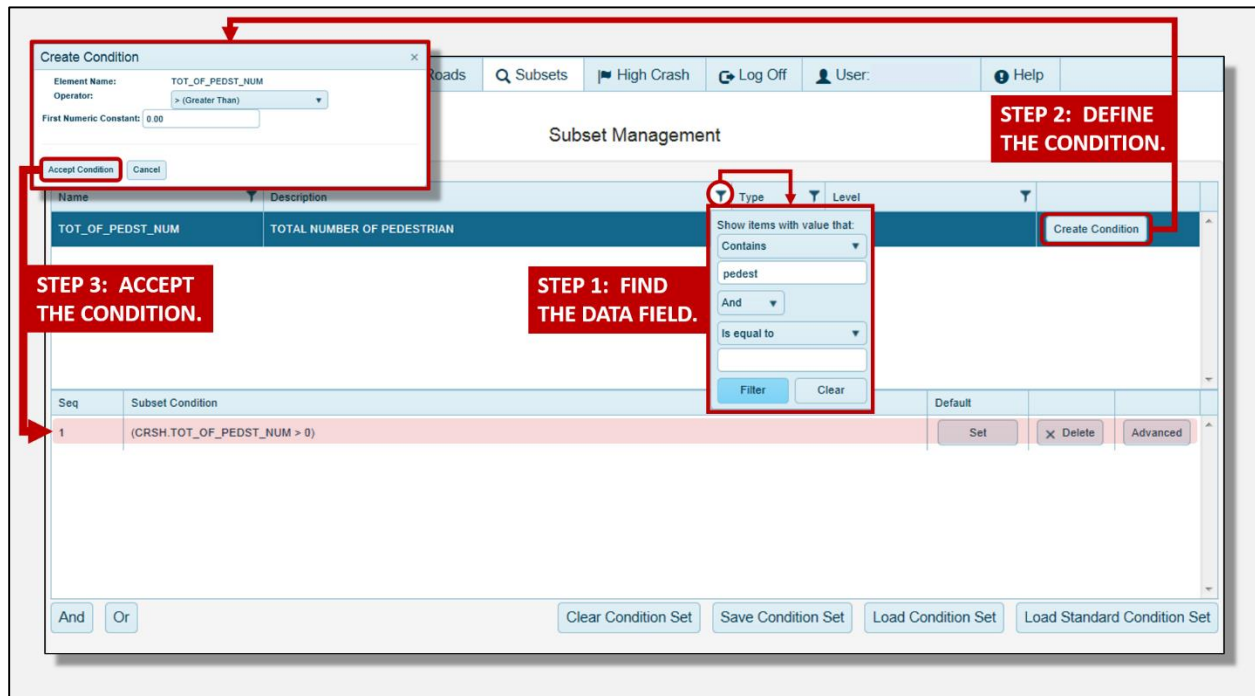 Create Condition ×
Element Name: TOT_OF_PEDST_NUM
Operator: > (Greater Than)
First Numeric Constant: 0.00
Accept Condition Cancel
Roads Subsets High Crash Log Off User: Help
Subset Management
STEP 2: DEFINE
THE CONDITION.
Name Description Type Level
TOT_OF_PEDST_NUM TOTAL NUMBER OF PEDESTRIAN Create Condition
Show items with value that:
Contains
pedest
And
Is equal to
Filter Clear
STEP 1: FIND
THE DATA FIELD.
STEP 3: ACCEPT
THE CONDITION.
Seq Subset Condition Default
1 (CRSH.TOT_OF_PEDST_NUM > 0) Set × Delete Advanced
And Or Clear Condition Set Save Condition Set Load Condition Set Load Standard Condition Set